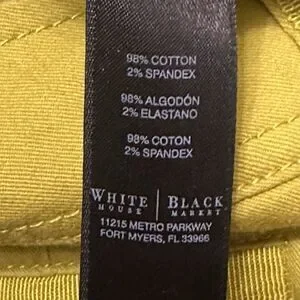 98% COTTON
2% SPANDEX
98% ALGODÓN
2% ELASTANO
98% COTON
2% SPANDEX
WHITE | BLACK
HOUSE | MARKET
11215 METRO PARKWAY
FORT MYERS, FL 33966